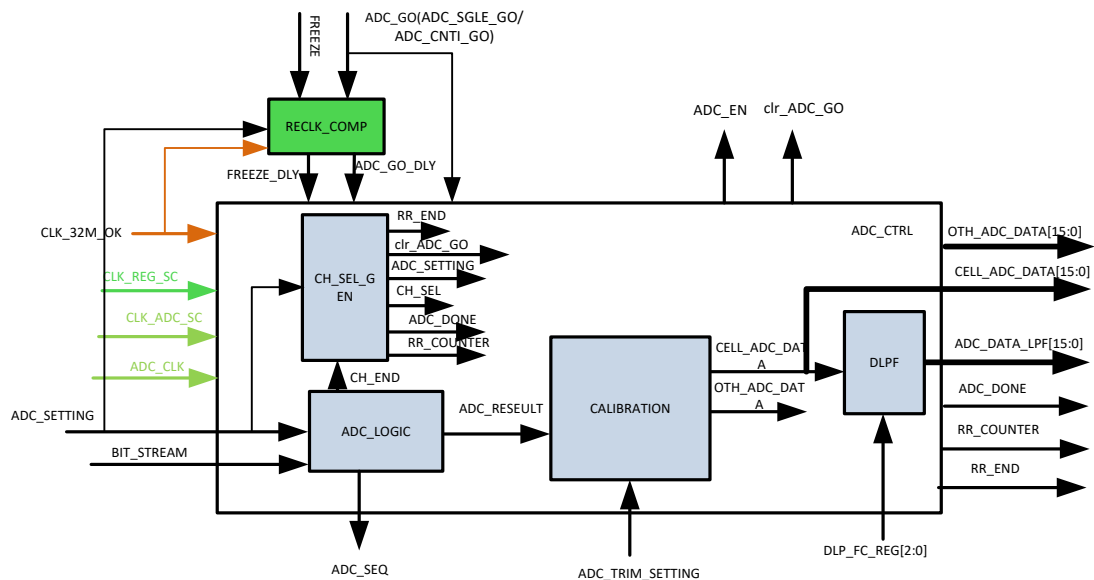 FREEZE
ADC_GO(ADC_SGLE_GO/
ADC_CNTI_GO)
RECLK_COMP
ADC_EN
clr_ADC_GO
FREEZE_DLY
ADC_GO_DLY
CLK_32M_OK
CLK_REG_SC
CLK_ADC_SC
ADC_CLK
ADC_SETTING
BIT_STREAM
CH_SEL_G
EN
RR_END
clr_ADC_GO
ADC_SETTING
CH_SEL
ADC_DONE
RR_COUNTER
CH_END
ADC_LOGIC
ADC_RESEULT
CALIBRATION
CELL_ADC_DAT
A
OTH_ADC_DAT
A
DLPF
ADC_CTRL
OTH_ADC_DATA[15:0]
CELL_ADC_DATA[15:0]
ADC_DATA_LPF[15:0]
ADC_DONE
RR_COUNTER
RR_END
ADC_SEQ
ADC_TRIM_SETTING
DLP_FC_REG[2:0]